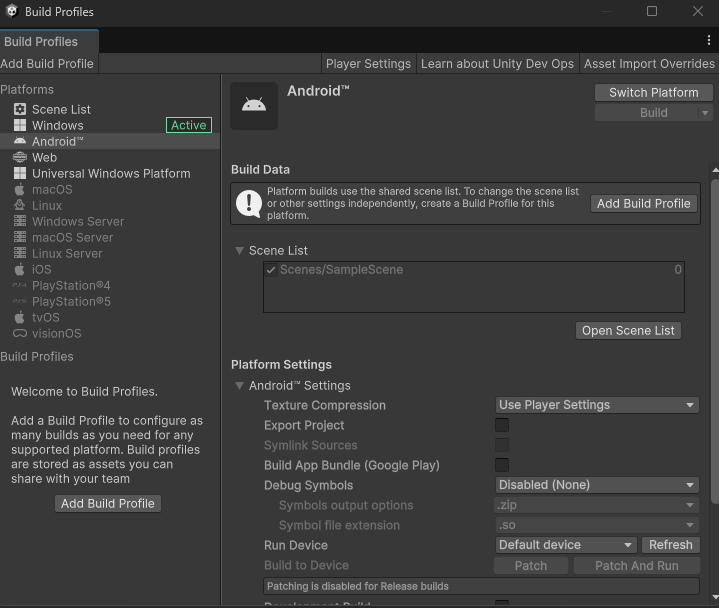 Build Profiles
Build Profiles
Add Build Profile
Player Settings
Learn about Unity Dev Ops
Asset Import Overrides
Platforms
Scene List
Windows
Active
Android™
Web
Universal Windows Platform
macOS
Linux
Windows Server
macOS Server
Linux Server
iOS
PlayStation®4
PlayStation®5
tvOS
visionOS
Build Profiles
Welcome to Build Profiles.
Add a Build Profile to configure as
many builds as you need for any
supported platform. Build profiles
are stored as assets you can
share with your team
Add Build Profile
Android™
Switch Platform
Build
Build Data
Platform builds use the shared scene list. To change the scene list
or other settings independently, create a Build Profile for this
platform.
Add Build Profile
Scene List
Scenes/SampleScene 0
Open Scene List
Platform Settings
Android™ Settings
Texture Compression Use Player Settings
Export Project
Symlink Sources
Build App Bundle (Google Play)
Debug Symbols Disabled (None)
Symbols output options .zip
Symbol file extension .so
Run Device Default device Refresh
Build to Device Patch Patch And Run
Patching is disabled for Release builds
Development Build